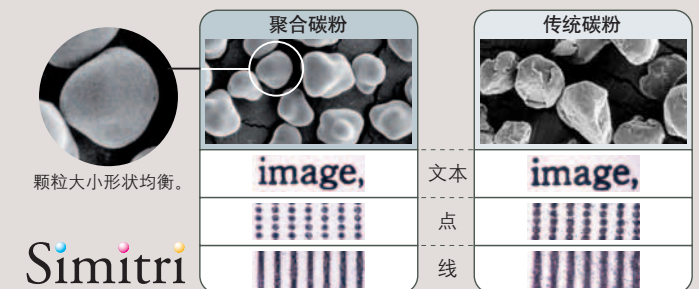 聚合碳粉
传统碳粉
颗粒大小形状均衡。
image,
文本
image,
点
线
Simitri